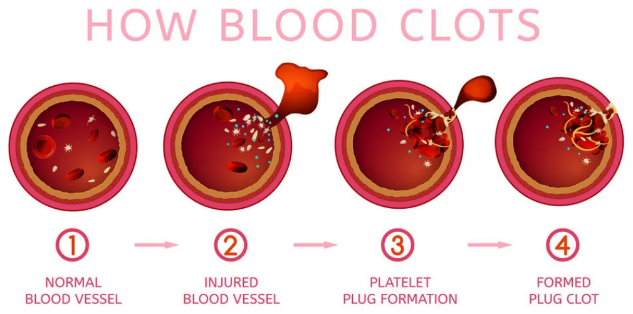 HOW BLOOD CLOTS
1
2
3
4
NORMAL
BLOOD VESSEL
INJURED
BLOOD VESSEL
PLATELET
PLUG FORMATION
FORMED
PLUG CLOT